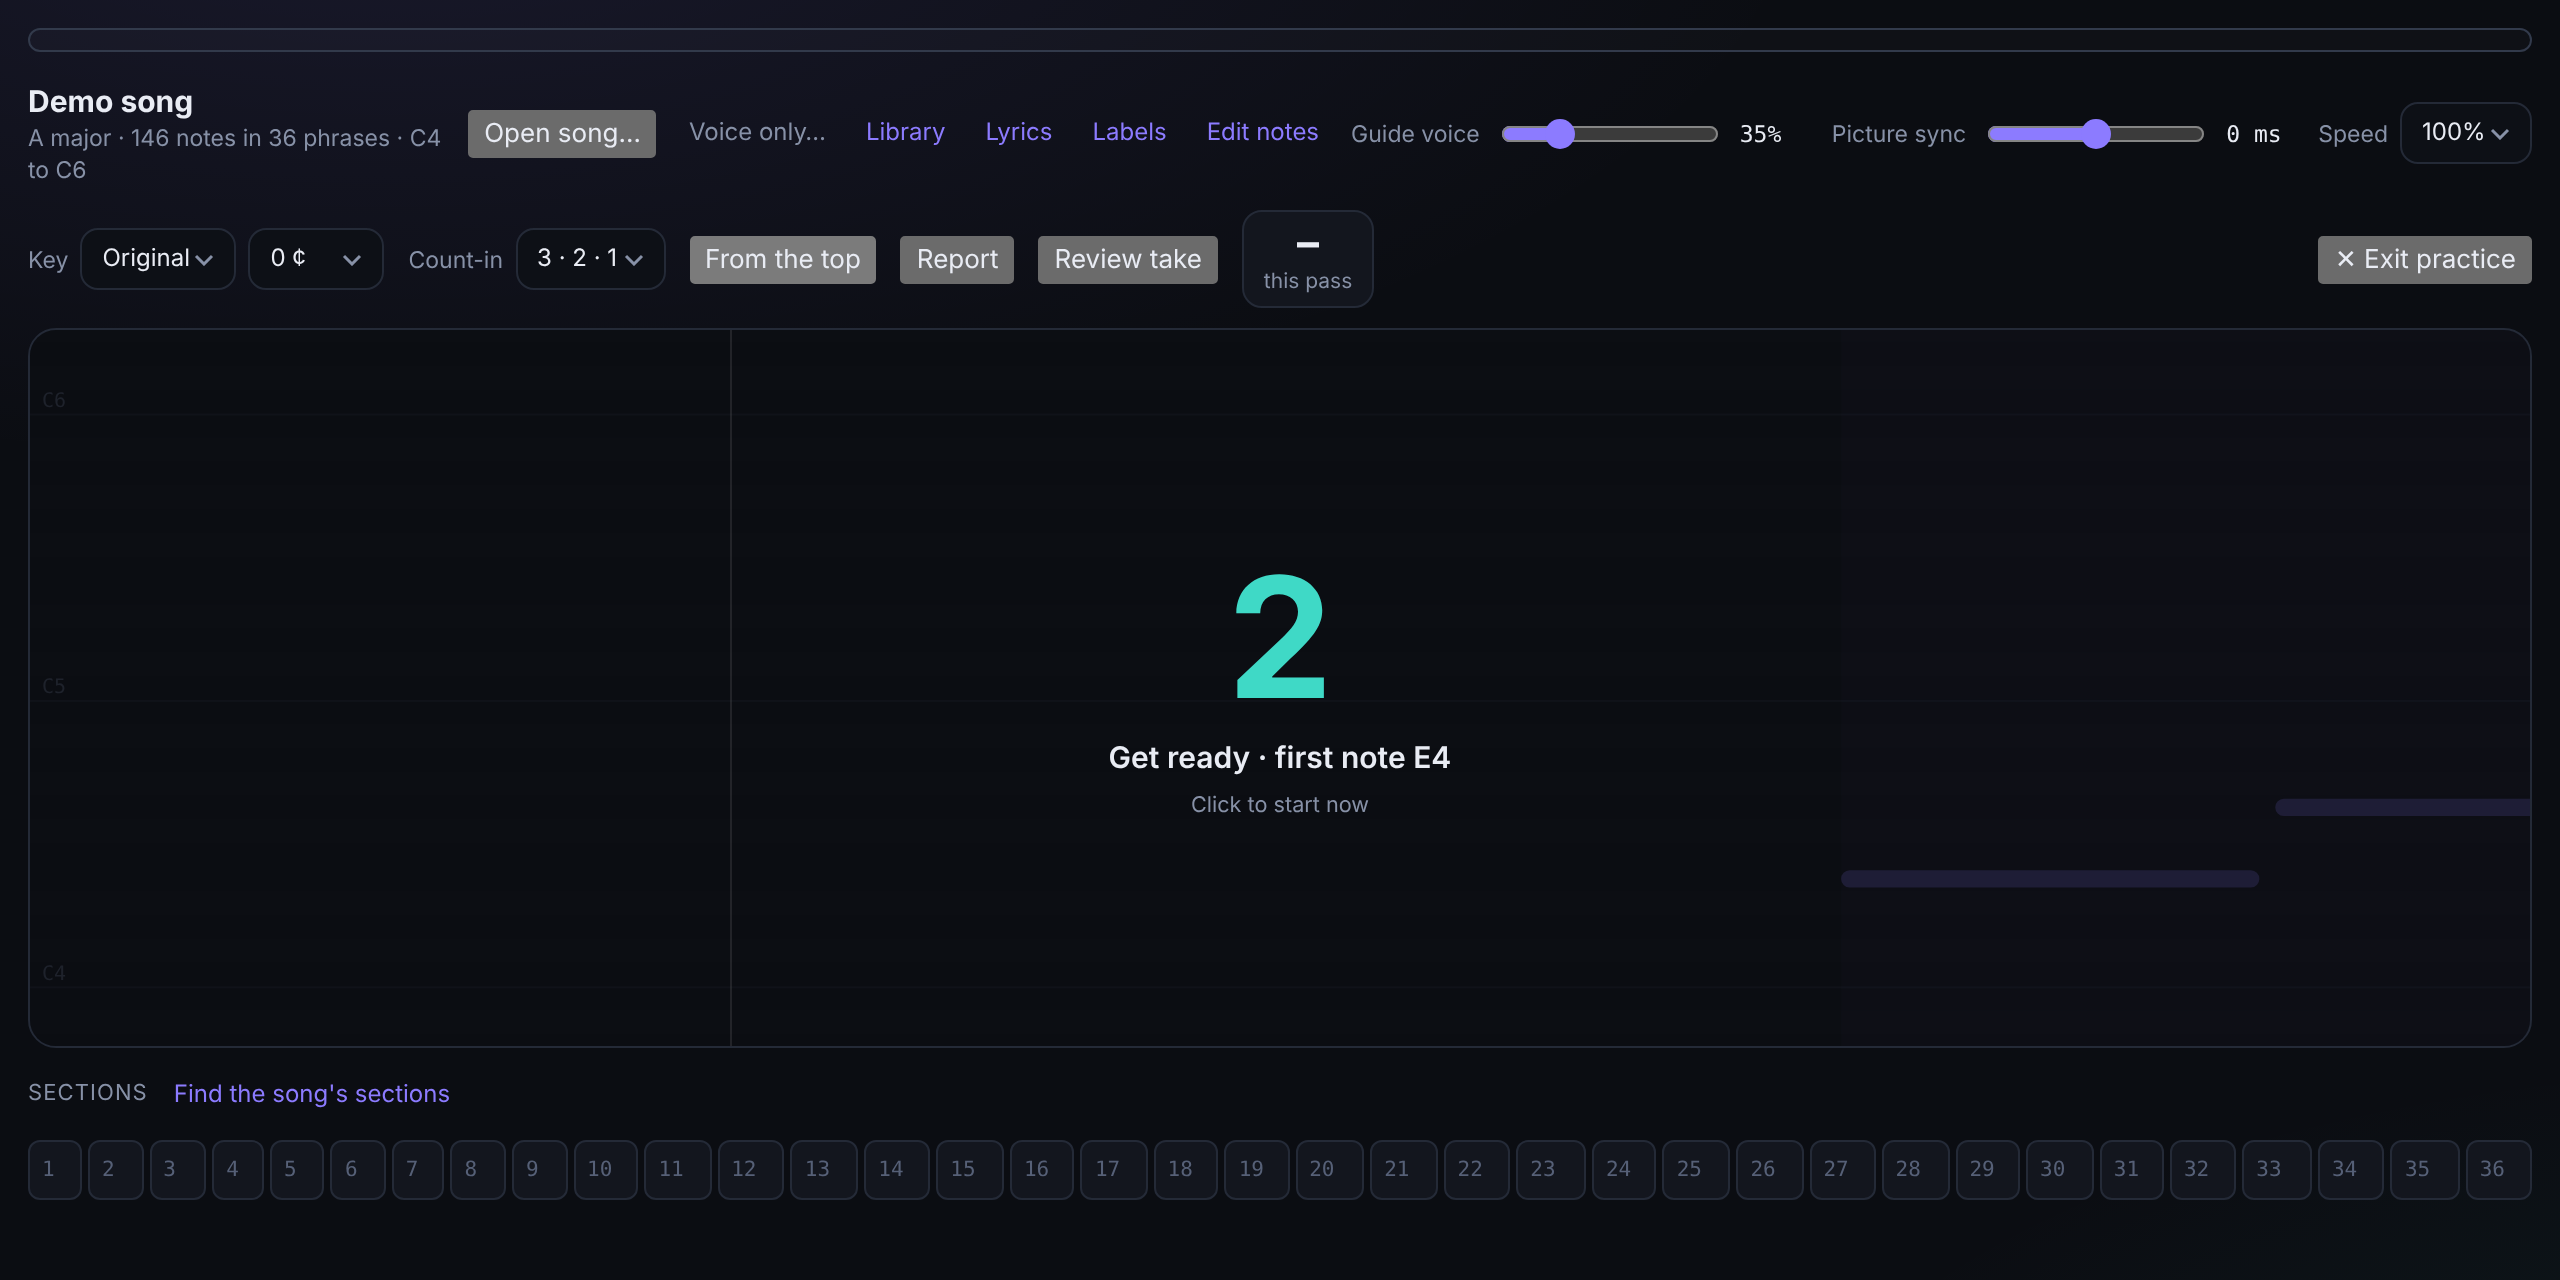 Demo song
A major · 146 notes in 36 phrases · C4
to C6
Open song...
Voice only...
Library
Lyrics
Labels
Edit notes
Guide voice
35%
Picture sync
0 ms
Speed
100%
Key
Original
0 ¢
Count-in
3 · 2 · 1
From the top
Report
Review take
–
this pass
✕ Exit practice
C6
C5
C4
2
Get ready · first note E4
Click to start now
SECTIONS
Find the song's sections
1 2 3 4 5 6 7 8 9 10 11 12 13 14 15 16 17 18 19 20 21 22 23 24 25 26 27 28 29 30 31 32 33 34 35 36